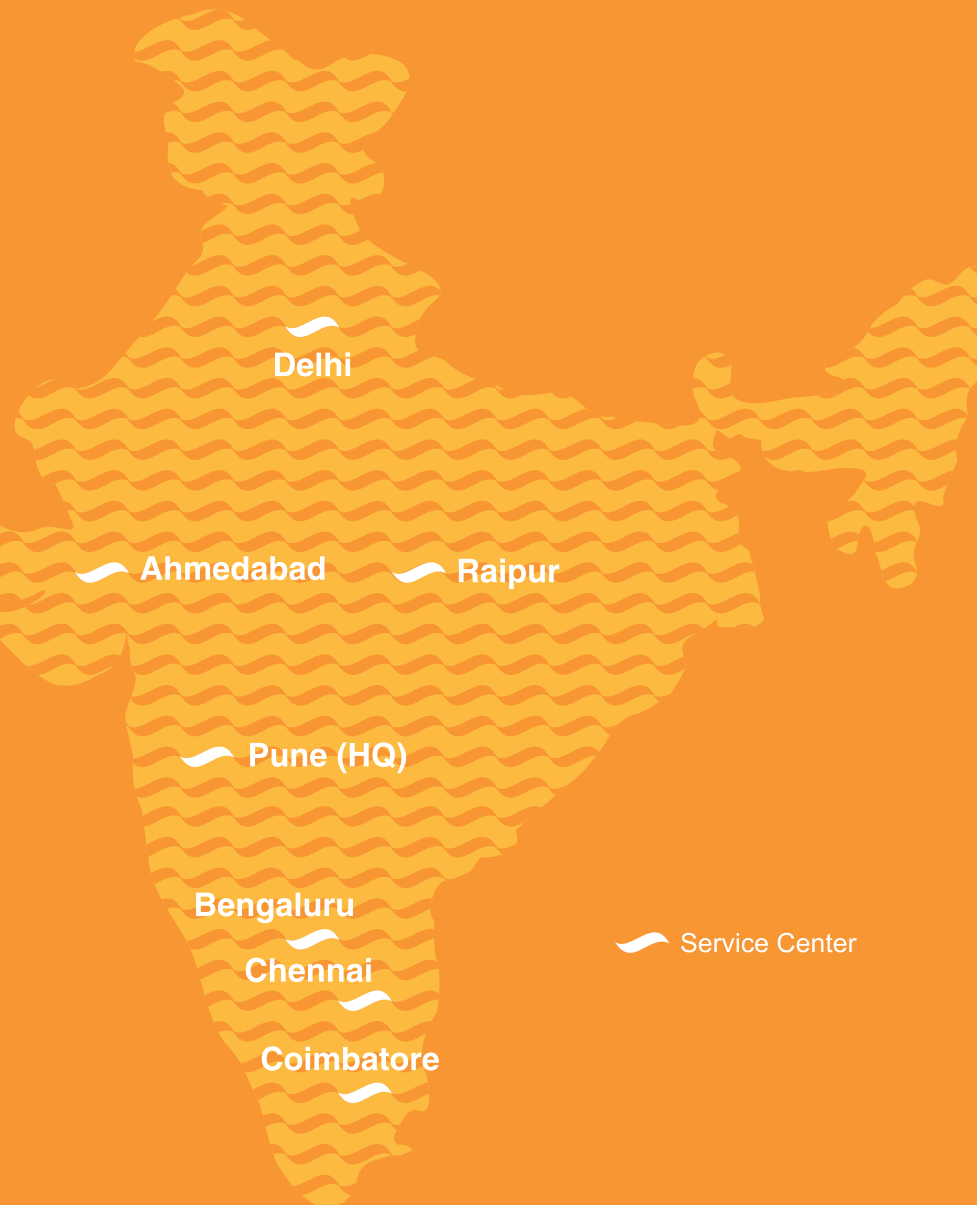 Delhi
Ahmedabad
Raipur
Pune (HQ)
Bengaluru
Service Center
Chennai
Coimbatore